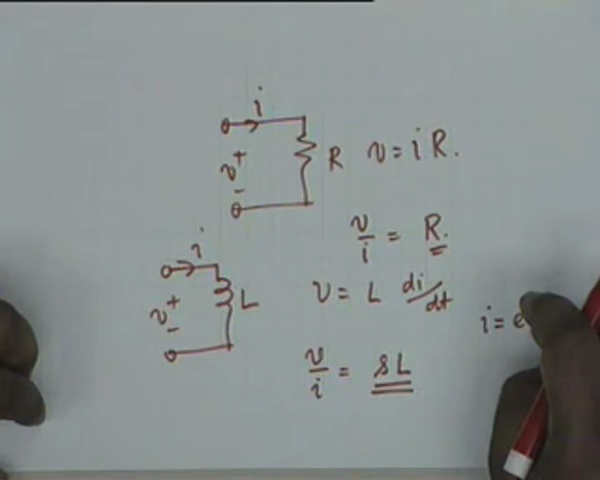 i
v + - R v = iR.
v/i = R.
i
v + - L v = L di/dt
i = e
v/i = sL